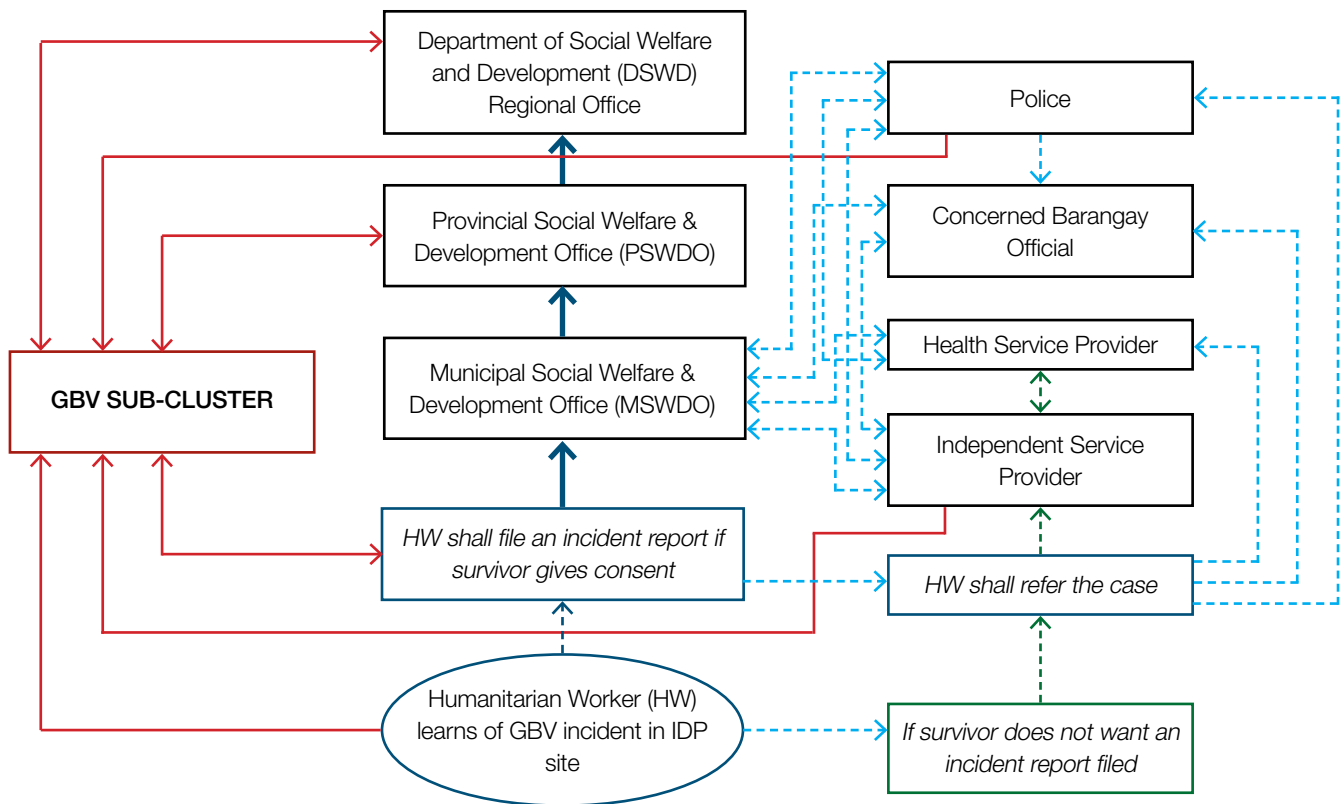 Department of Social Welfare
and Development (DSWD)
Regional Office
Police
Provincial Social Welfare &
Development Office (PSWDO)
Concerned Barangay
Official
GBV SUB-CLUSTER
Municipal Social Welfare &
Development Office (MSWDO)
Health Service Provider
Independent Service
Provider
HW shall file an incident report if
survivor gives consent
HW shall refer the case
Humanitarian Worker (HW)
learns of GBV incident in IDP
site
If survivor does not want an
incident report filed